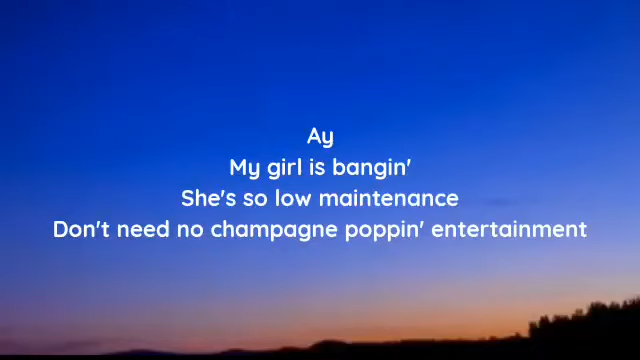 Ay
My girl is bangin'
She's so low maintenance
Don't need no champagne poppin' entertainment